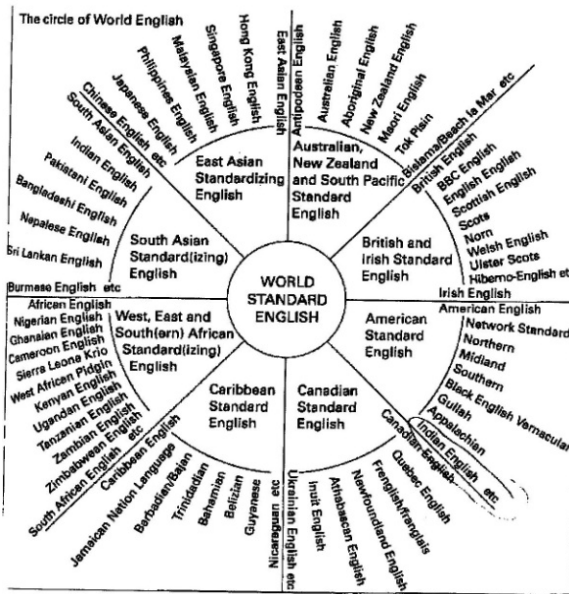 The circle of World English
WORLD
STANDARD
ENGLISH
East Asian
Standardizing
English
East Asian English
Hong Kong English
Singapore English
Malaysian English
Philippines English
Japanese English
Chinese English etc
Australian,
New Zealand
and South Pacific
Standard
English
Antipodean English
Australian English
Aboriginal English
New Zealand English
Maori English
Tok Pisin
Bislama/Beach la Mar etc
British and
Irish Standard
English
British English
BBC English
English English
Scottish English
Scots
Norn
Welsh English
Ulster Scots
Hiberno-English etc
Irish English
American
Standard
English
American English
Network Standard
Northern
Midland
Southern
Black English Vernacular
Gullah
Appalachian
Indian English etc
Canadian
Standard
English
Canadian English
Quebec English
Frenglish/franglais
Newfoundland English
Athabascan English
Inuit English
Ukrainian English etc
Caribbean
Standard
English
Caribbean English
Jamaican Nation Language
Barbadian/Bajan
Trinidadian
Bahamian
Belizian
Guyanese
Nicaraguan etc
West, East and
South(ern) African
Standard(izing)
English
African English
Nigerian English
Ghanaian English
Cameroon English
Sierra Leone Krio
West African Pidgin
Kenyan English
Ugandan English
Tanzanian English
Zambian English
Zimbabwean English
South African English etc
South Asian
Standard(izing)
English
South Asian English
Indian English
Pakistani English
Bangladeshi English
Nepalese English
Sri Lankan English
Burmese English etc